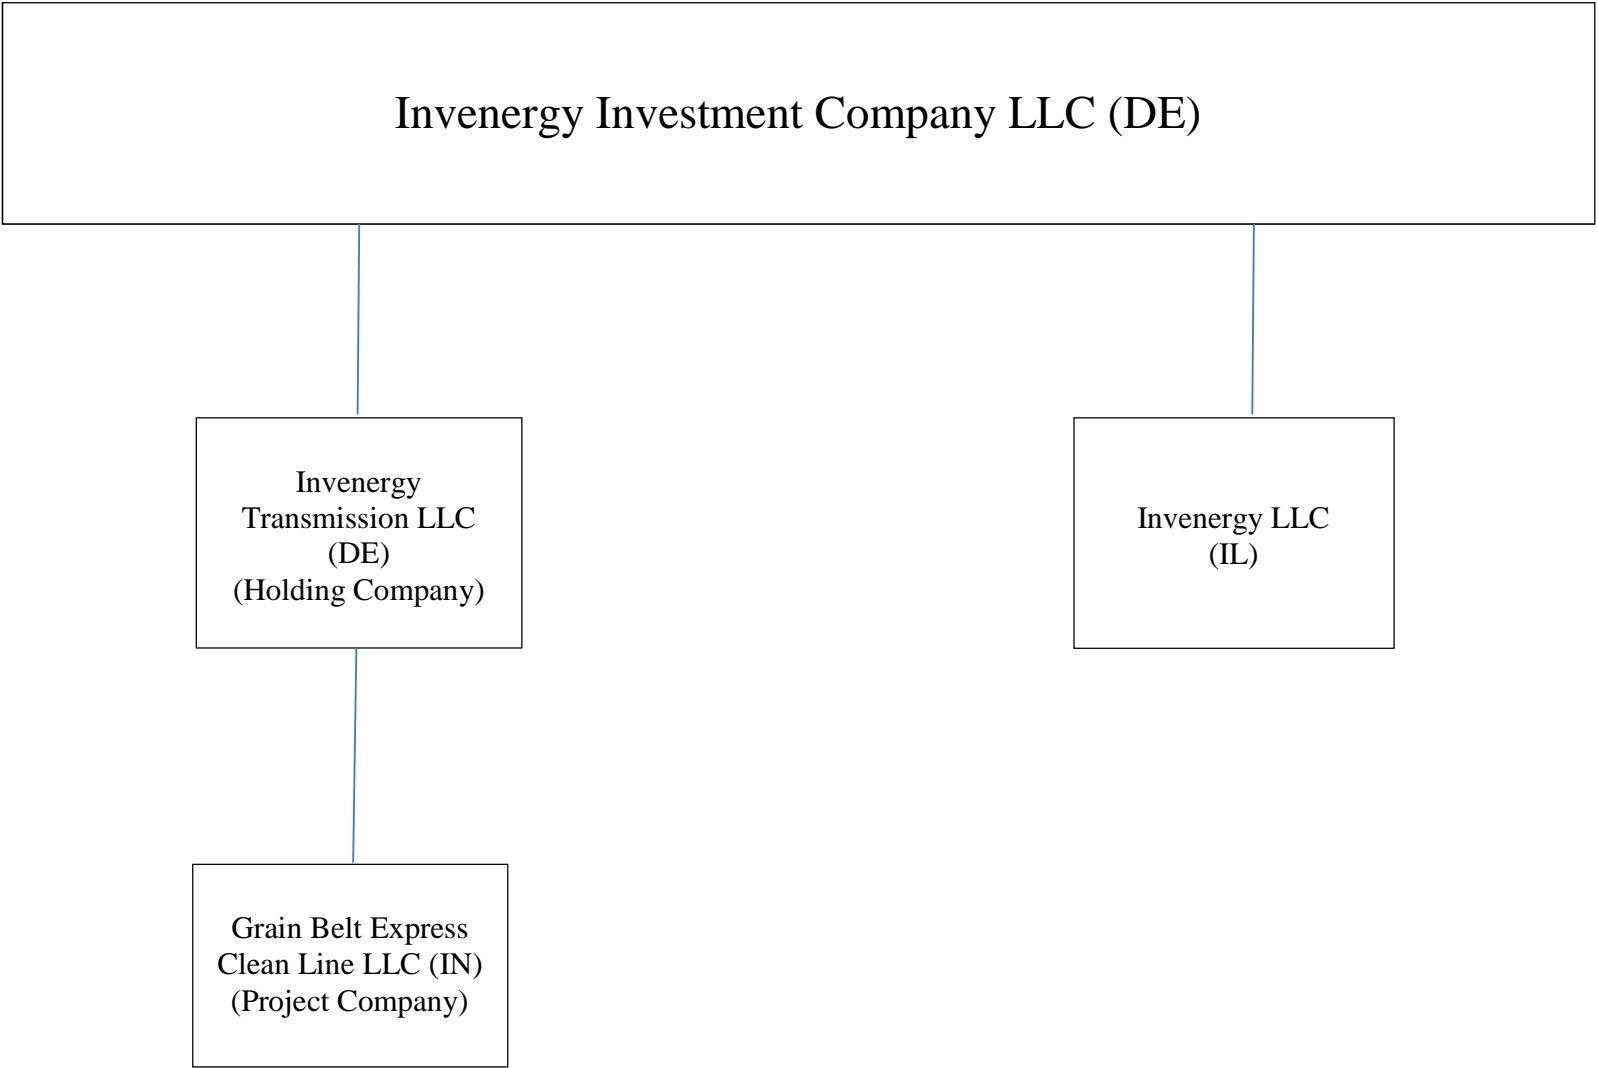 Invenergy Investment Company LLC (DE)
Invenergy
Transmission LLC
(DE)
(Holding Company)
Invenergy LLC
(IL)
Grain Belt Express
Clean Line LLC (IN)
(Project Company)